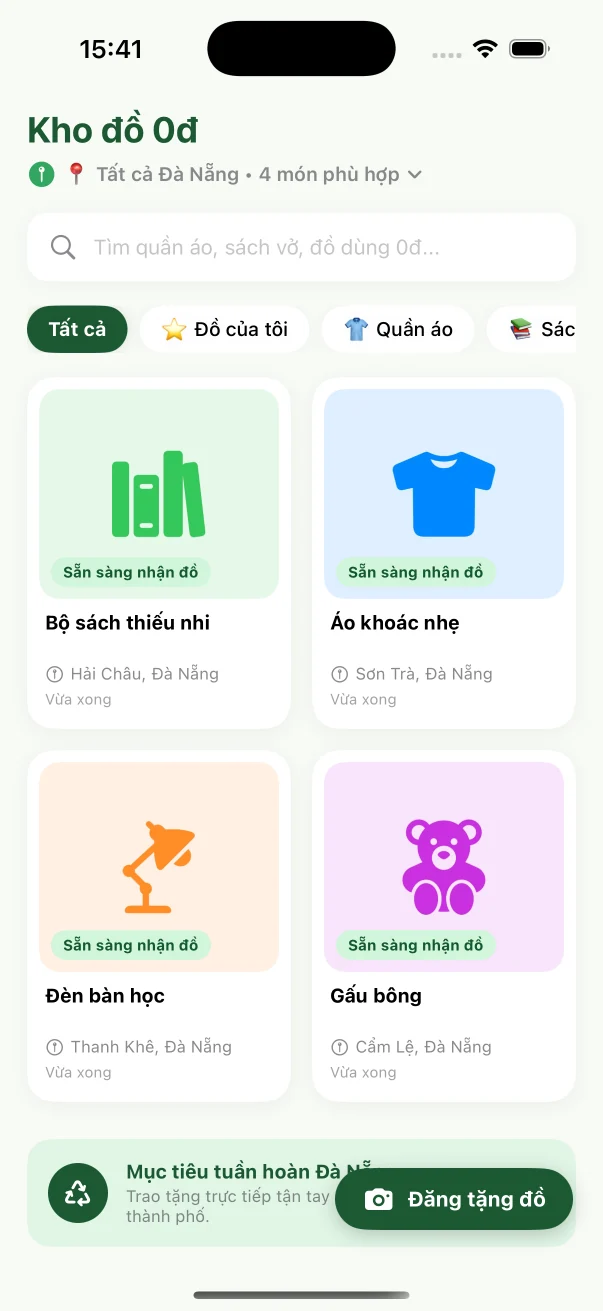 15:41
Kho đồ 0đ
Tất cả Đà Nẵng • 4 món phù hợp
Tìm quần áo, sách vở, đồ dùng 0đ...
Tất cả
Đồ của tôi
Quần áo
Sác
Sẵn sàng nhận đồ
Sẵn sàng nhận đồ
Bộ sách thiếu nhi
Áo khoác nhẹ
Hải Châu, Đà Nẵng
Sơn Trà, Đà Nẵng
Vừa xong
Vừa xong
Sẵn sàng nhận đồ
Sẵn sàng nhận đồ
Đèn bàn học
Gấu bông
Thanh Khê, Đà Nẵng
Cẩm Lệ, Đà Nẵng
Vừa xong
Vừa xong
Mục tiêu tuần hoàn Đà
Trao tặng trực tiếp tận tay
thành phố.
Đăng tặng đồ